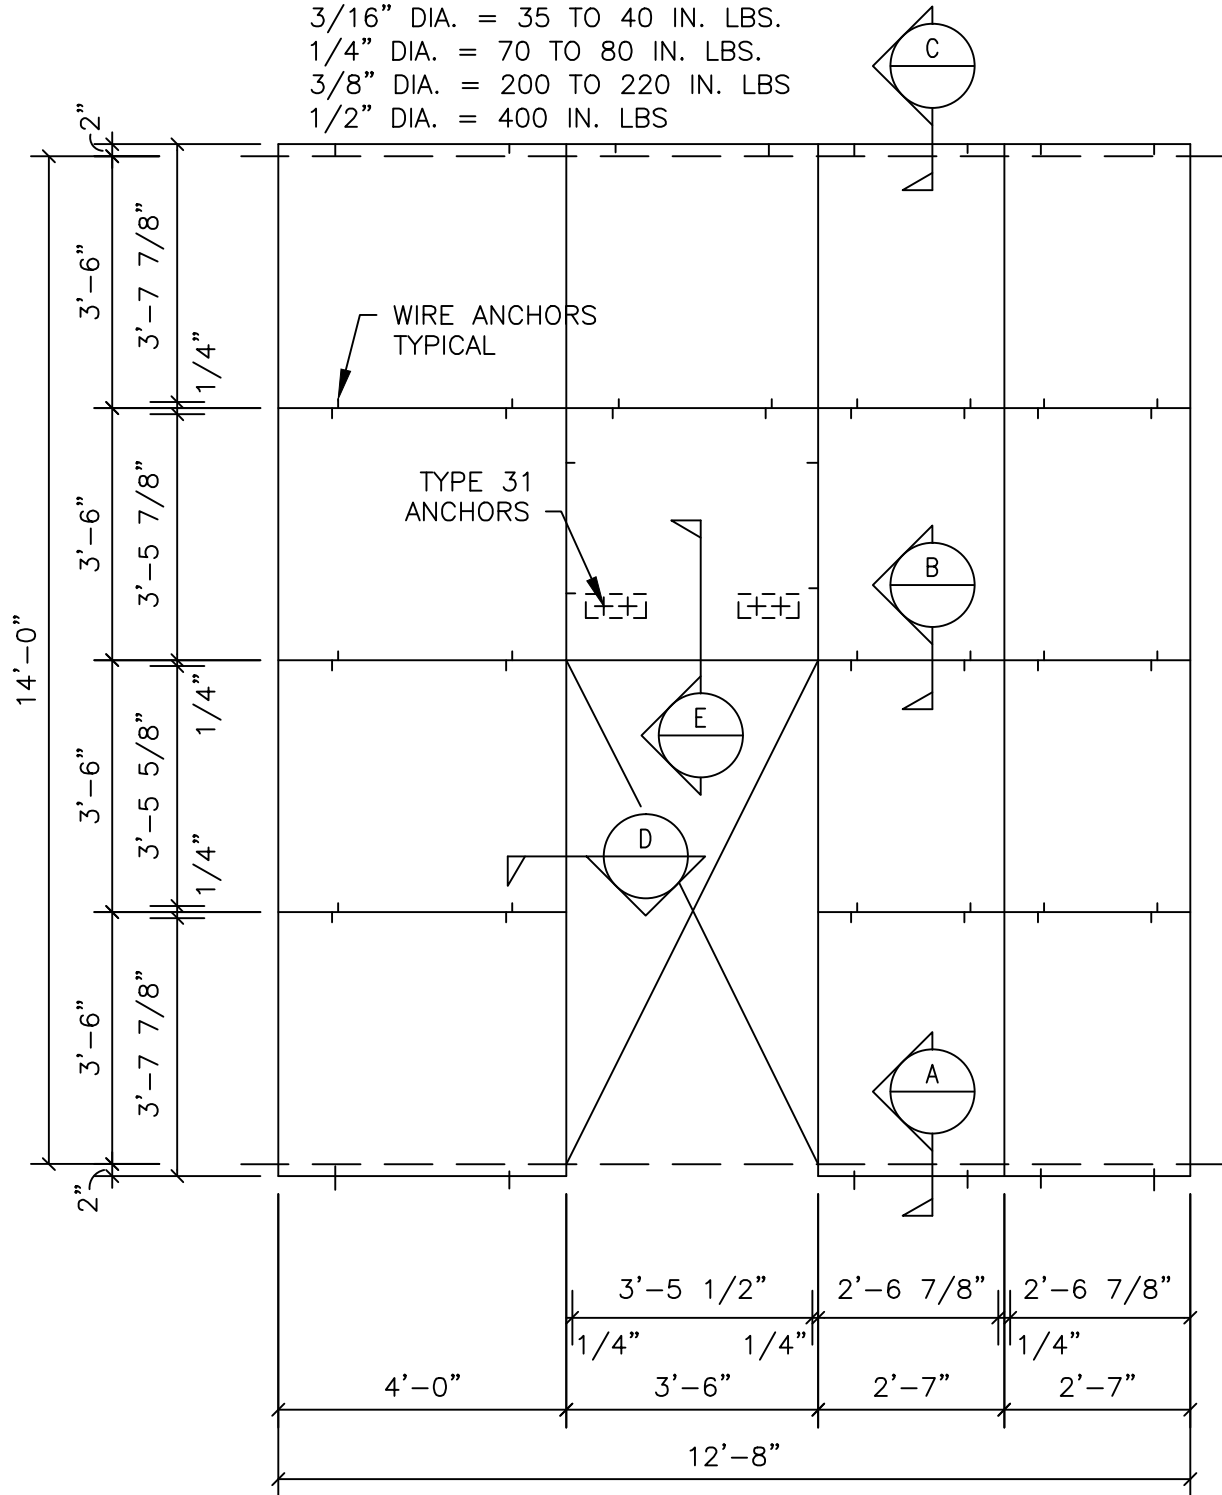 3/16" DIA. = 35 TO 40 IN. LBS.
1/4" DIA. = 70 TO 80 IN. LBS.
3/8" DIA. = 200 TO 220 IN. LBS
1/2" DIA. = 400 IN. LBS
C
2"
3'-6"
3'-7 7/8"
1/4"
WIRE ANCHORS
TYPICAL
3'-6"
3'-5 7/8"
TYPE 31
ANCHORS
B
14'-0"
1/4"
E
3'-6"
3'-5 5/8"
1/4"
D
3'-6"
3'-7 7/8"
A
2"
3'-5 1/2"
2'-6 7/8"
2'-6 7/8"
1/4"
1/4"
1/4"
4'-0"
3'-6"
2'-7"
2'-7"
12'-8"